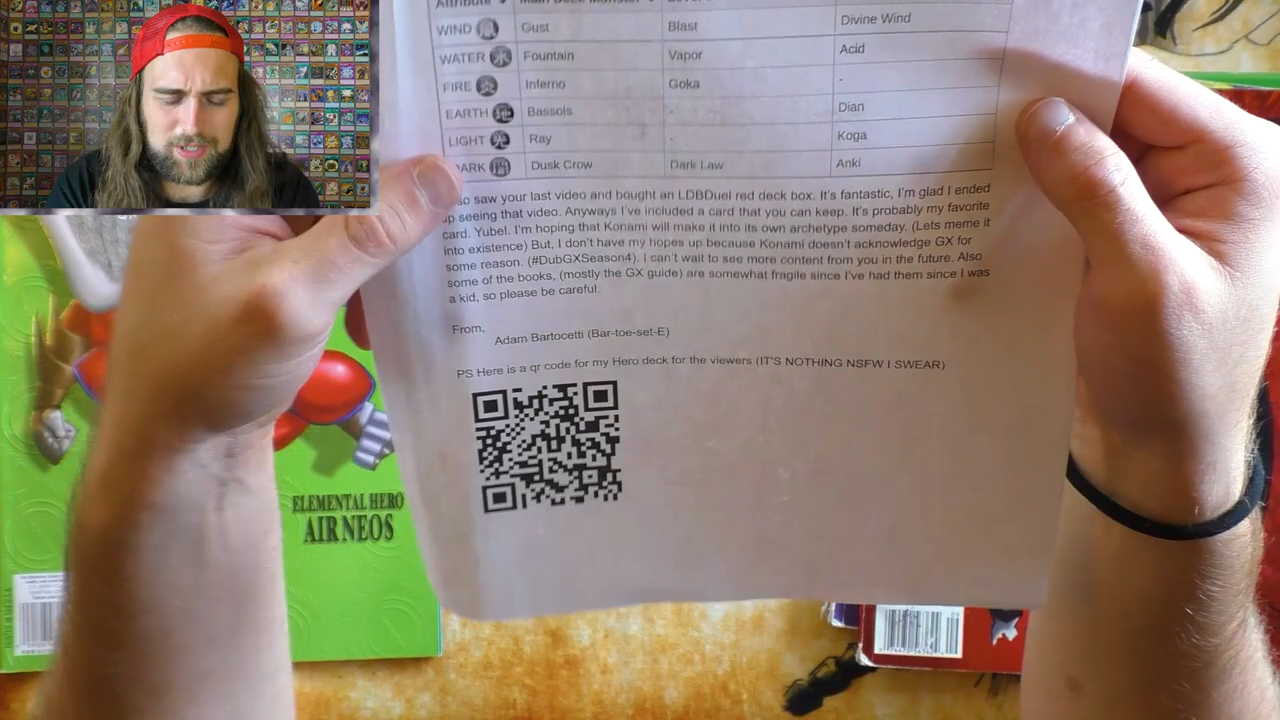 WIND Gust Blast Divine Wind
WATER Fountain Vapor Acid
FIRE Inferno Goka -
EARTH Bassols - Dian
LIGHT Ray - Koga
ARK Dusk Crow Dark Law Anki
so saw your last video and bought an LDBDuel red deck box. It's fantastic, I'm glad I ended
up seeing that video. Anyways I've included a card that you can keep. It's probably my favorite
card. Yubel. I'm hoping that Konami will make it into its own archetype someday. (Lets meme it
into existence) But, I don't have my hopes up because Konami doesn't acknowledge GX for
some reason. (#DubGXSeason4). I can't wait to see more content from you in the future. Also
some of the books, (mostly the GX guide) are somewhat fragile since I've had them since I was
a kid, so please be careful.
From,
Adam Bartocetti (Bar-toe-set-E)
PS Here is a qr code for my Hero deck for the viewers (IT'S NOTHING NSFW I SWEAR)
ELEMENTAL HERO
AIR NEOS